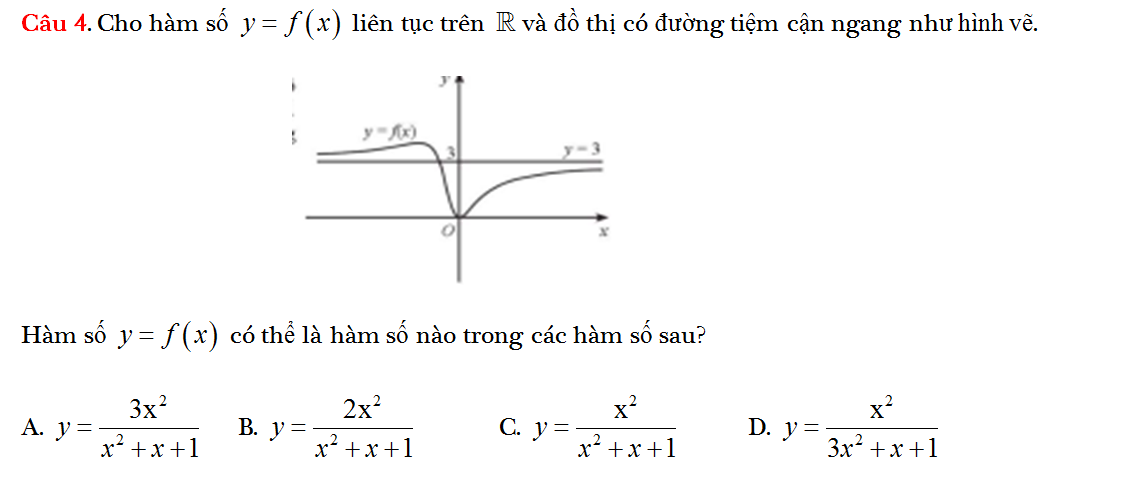 Câu 4. Cho hàm số y = f(x) liên tục trên ℝ và đồ thị có đường tiệm cận ngang như hình vẽ.
y
y = f(x)
3
y = 3
O
x
Hàm số y = f(x) có thể là hàm số nào trong các hàm số sau?
A. y = 3x²/(x² + x + 1) B. y = 2x²/(x² + x + 1) C. y = x²/(x² + x + 1) D. y = x²/(3x² + x + 1)